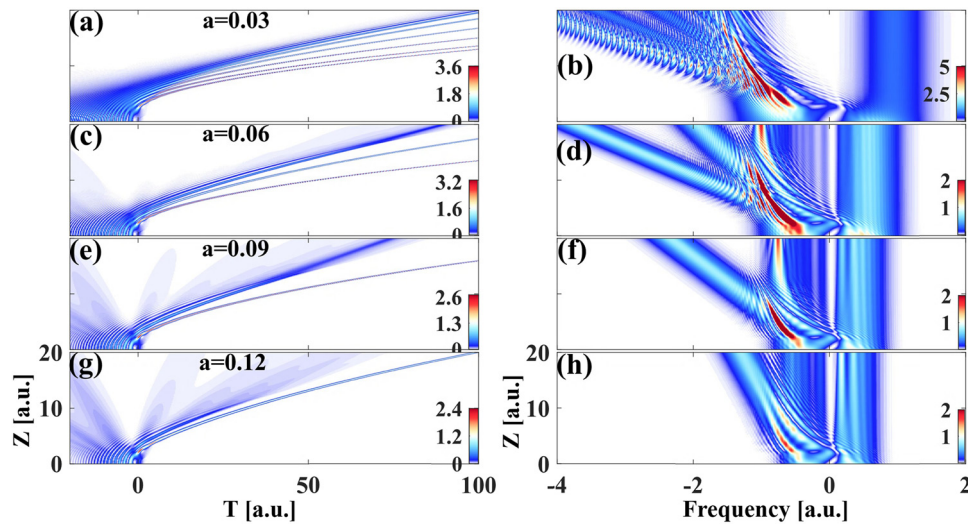 (a) a=0.03
3.6
1.8
0
(b)
5
2.5
(c) a=0.06
3.2
1.6
0
(d)
2
1
(e) a=0.09
2.6
1.3
0
(f)
2
1
(g) a=0.12
20
10
0
Z [a.u.]
2.4
1.2
0
0 50 100
T [a.u.]
(h)
20
10
0
Z [a.u.]
2
1
-4 -2 0 2
Frequency [a.u.]